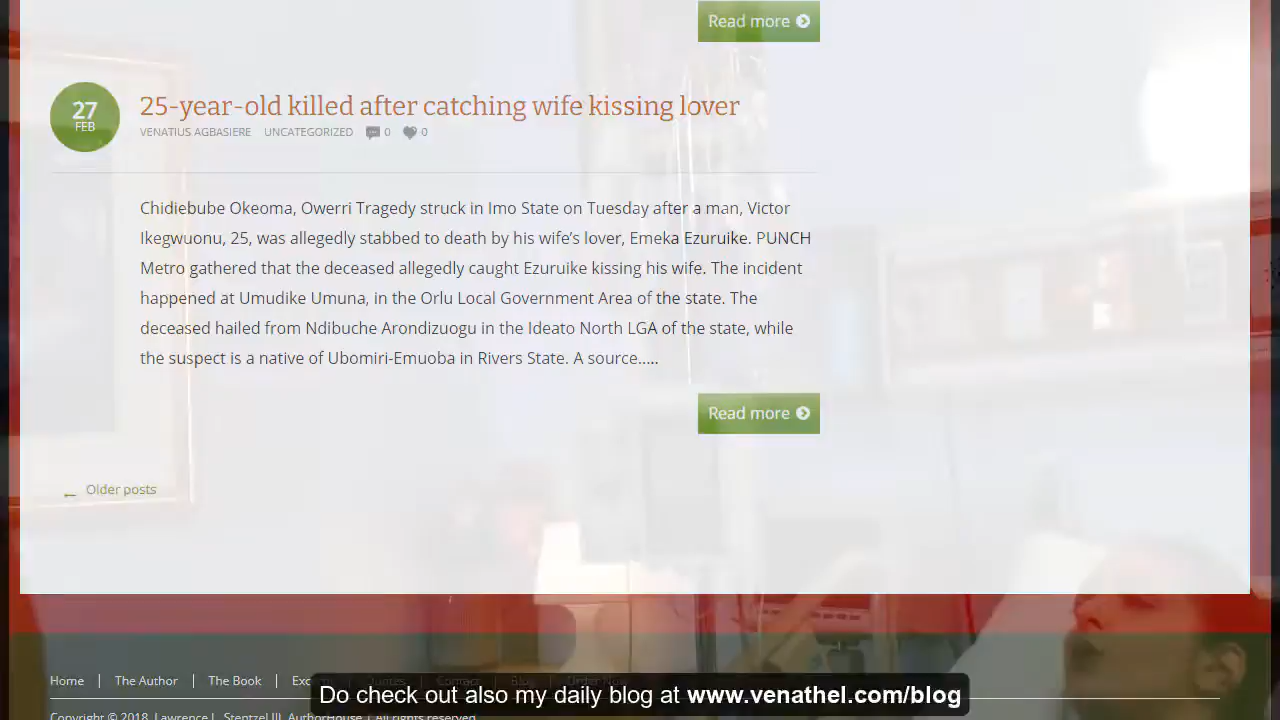 Read more
27
FEB
25-year-old killed after catching wife kissing lover
VENATIUS AGBASIERE UNCATEGORIZED 0 0
Chidiebube Okeoma, Owerri Tragedy struck in Imo State on Tuesday after a man, Victor
Ikegwuonu, 25, was allegedly stabbed to death by his wife's lover, Emeka Ezuruike. PUNCH
Metro gathered that the deceased allegedly caught Ezuruike kissing his wife. The incident
happened at Umudike Umuna, in the Orlu Local Government Area of the state. The
deceased hailed from Ndibuche Arondizuogu in the Ideato North LGA of the state, while
the suspect is a native of Ubomiri-Emuoba in Rivers State. A source.....
Read more
← Older posts
Home | The Author | The Book | Quotes Contact Blog Order Now
Do check out also my daily blog at www.venathel.com/blog
Copyright © 2018 Lawrence J. Stentzel III, AuthorHouse | All rights reserved